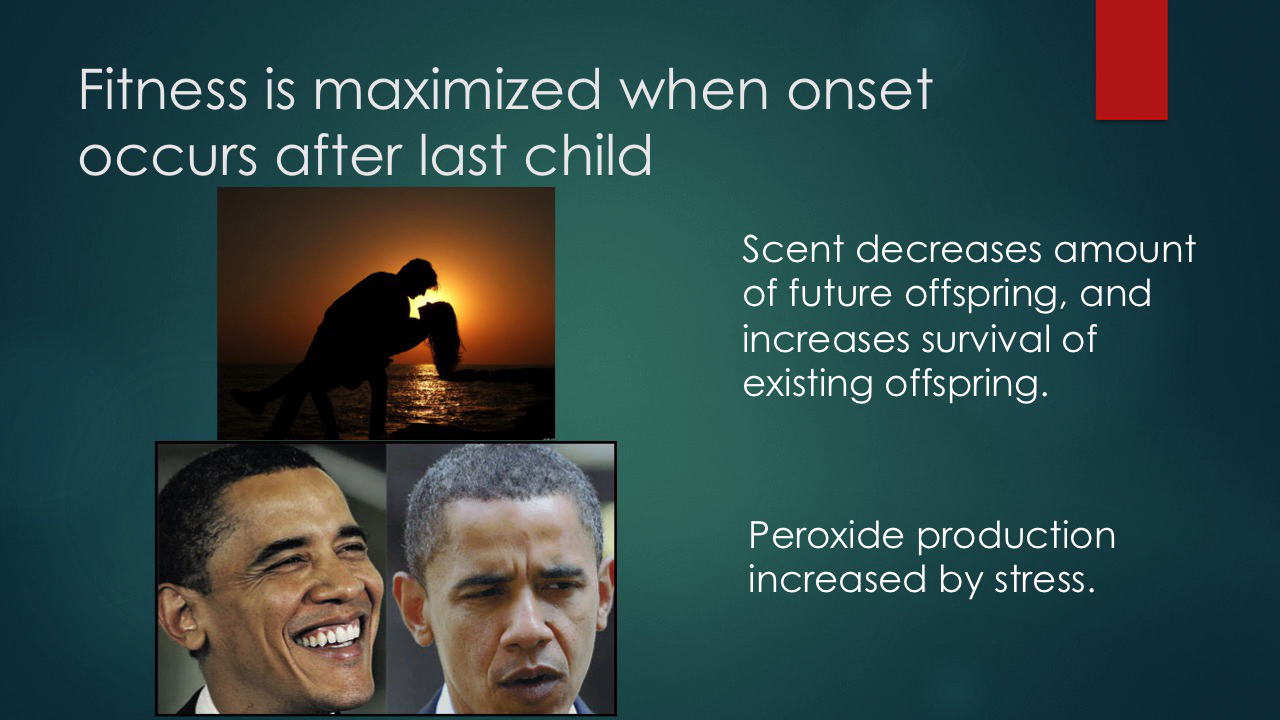 Fitness is maximized when onset
occurs after last child
Scent decreases amount
of future offspring, and
increases survival of
existing offspring.
Peroxide production
increased by stress.